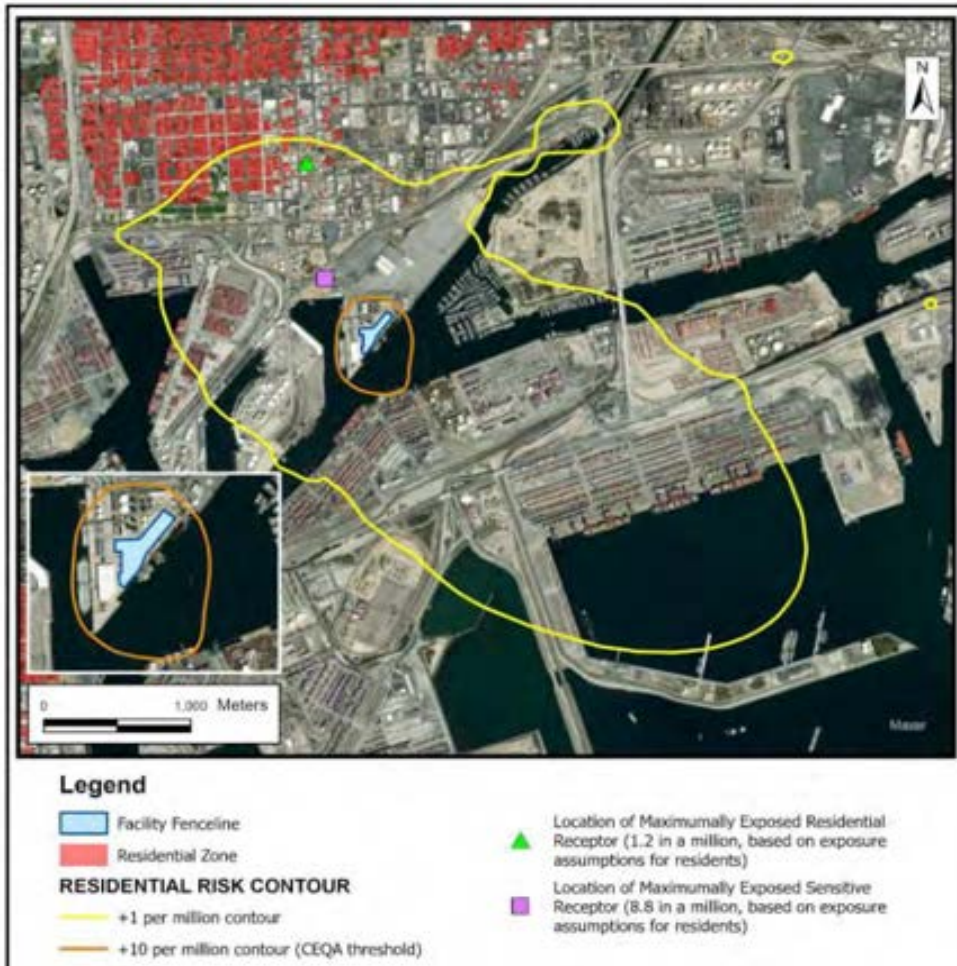 N
0 1,000 Meters
Maxar
Legend
Facility Fenceline
Residential Zone
RESIDENTIAL RISK CONTOUR
+1 per million contour
+10 per million contour (CEQA threshold)
Location of Maximumally Exposed Residential
Receptor (1.2 in a million, based on exposure
assumptions for residents)
Location of Maximumally Exposed Sensitive
Receptor (8.8 in a million, based on exposure
assumptions for residents)